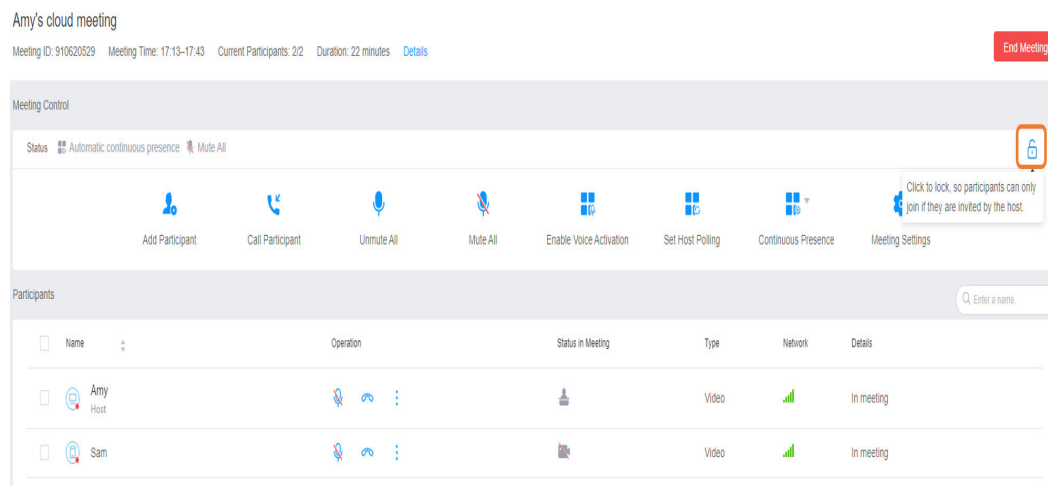 Amy's cloud meeting
Meeting ID: 910620529 Meeting Time: 17:13–17:43 Current Participants: 2/2 Duration: 22 minutes Details
End Meeting
Meeting Control
Status Automatic continuous presence Mute All
Click to lock, so participants can only
join if they are invited by the host.
Add Participant Call Participant Unmute All Mute All Enable Voice Activation Set Host Polling Continuous Presence Meeting Settings
Participants
Enter a name.
Name Operation Status in Meeting Type Network Details
Amy
Host
Video In meeting
Sam Video In meeting